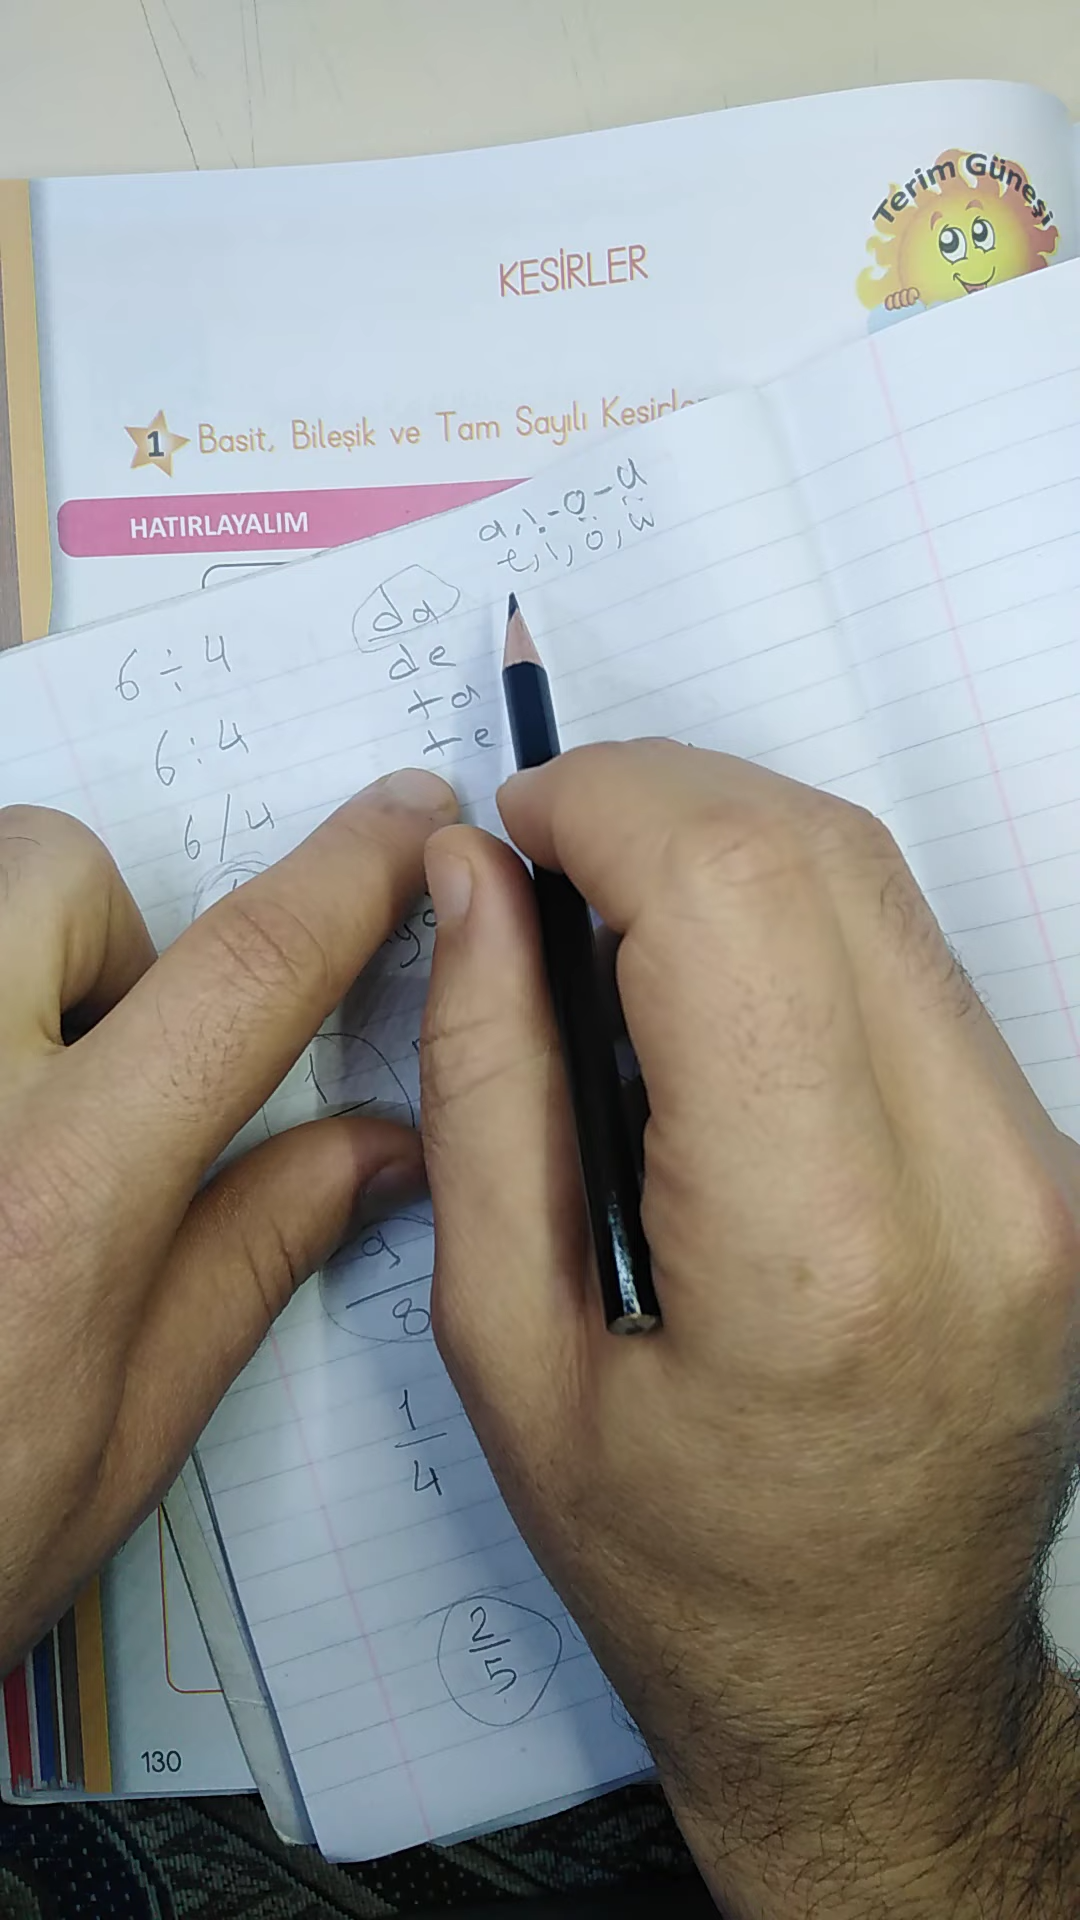 Terim Güneşi
KESİRLER
1 Basit, Bileşik ve Tam Sayılı
HATIRLAYALIM
6 ÷ 4
6 : 4
6 / 4
da
de
ta
te
a, ı - o - u
e, i, ö, ü
1
9
8
1
4
2
5
130